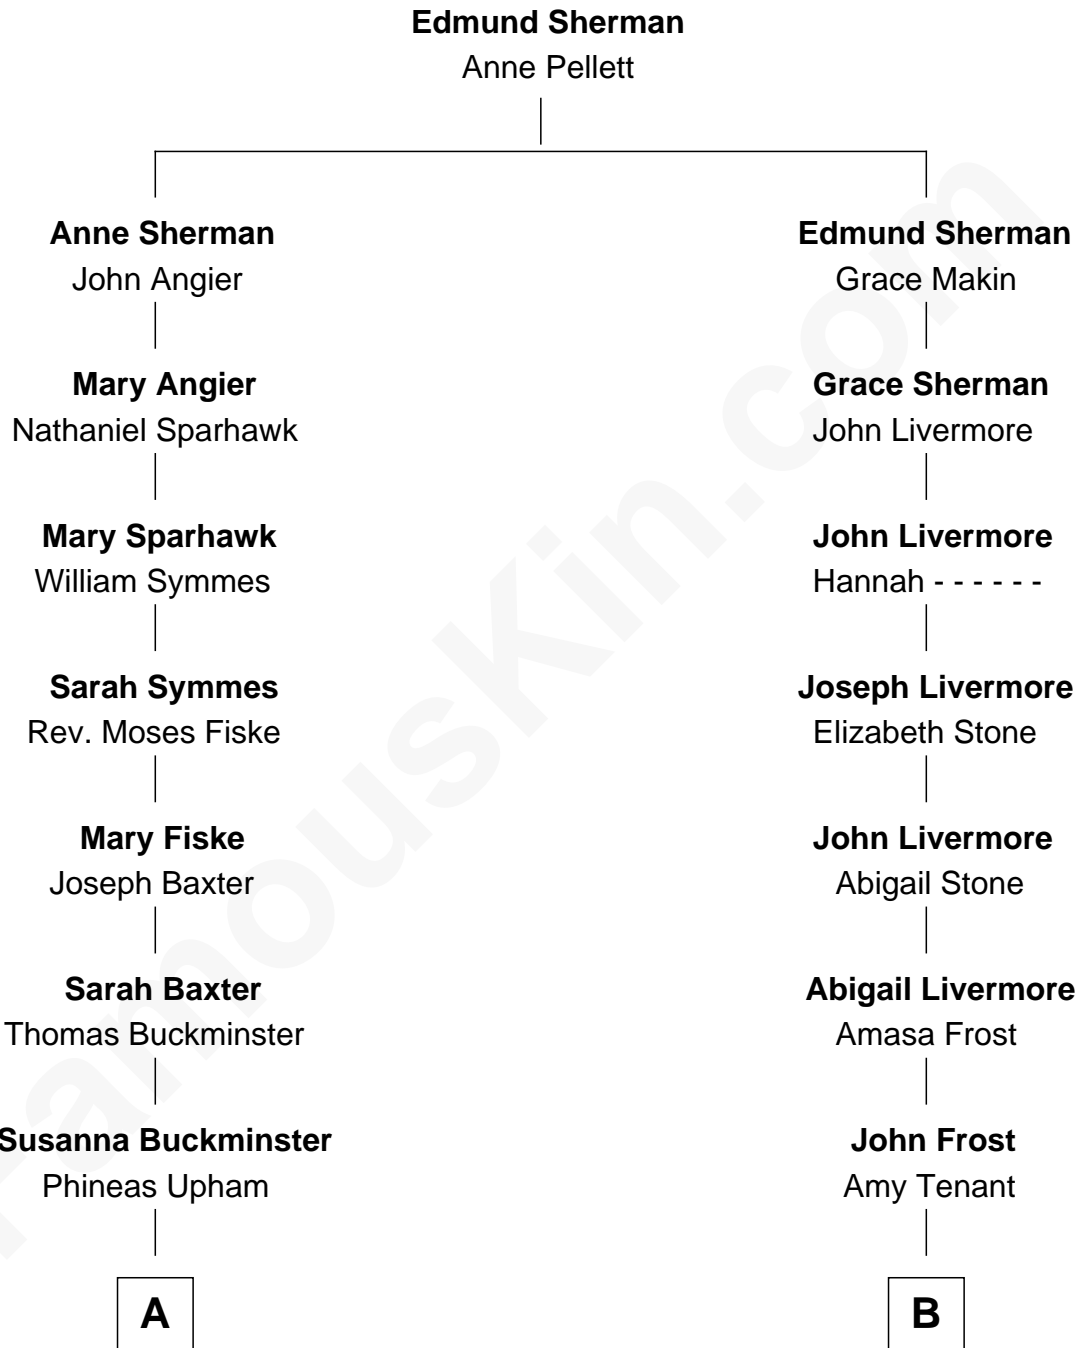 Edmund Sherman
Anne Pellett
Anne Sherman
John Angier
Edmund Sherman
Grace Makin
Mary Angier
Nathaniel Sparhawk
Grace Sherman
John Livermore
Mary Sparhawk
William Symmes
John Livermore
Hannah - - - - - -
Sarah Symmes
Rev. Moses Fiske
Joseph Livermore
Elizabeth Stone
Mary Fiske
Joseph Baxter
John Livermore
Abigail Stone
Sarah Baxter
Thomas Buckminster
Abigail Livermore
Amasa Frost
Susanna Buckminster
Phineas Upham
John Frost
Amy Tenant
A
B
FamousKin.com